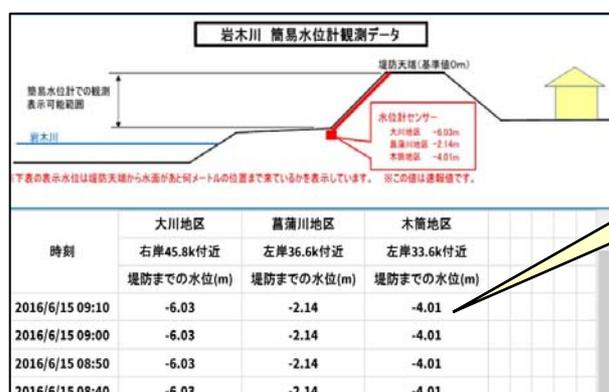 岩木川 簡易水位計観測データ
堤防天端(基準値0m)
簡易水位計での観測
表示可能範囲
岩木川
水位計センサー
大川地区 -6.03m
菖蒲川地区 -2.14m
木筒地区 -4.01m
下表の表示水位は堤防天端から水面があと何メートルの位置まで来ているかを表示しています。 ※この値は速報値です。
時刻 大川地区 菖蒲川地区 木筒地区
右岸45.8k付近 左岸36.6k付近 左岸33.6k付近
堤防までの水位(m) 堤防までの水位(m) 堤防までの水位(m)
2016/6/15 09:10 -6.03 -2.14 -4.01
2016/6/15 09:00 -6.03 -2.14 -4.01
2016/6/15 08:50 -6.03 -2.14 -4.01
2016/6/15 08:40 -6.03 -2.14 -4.01